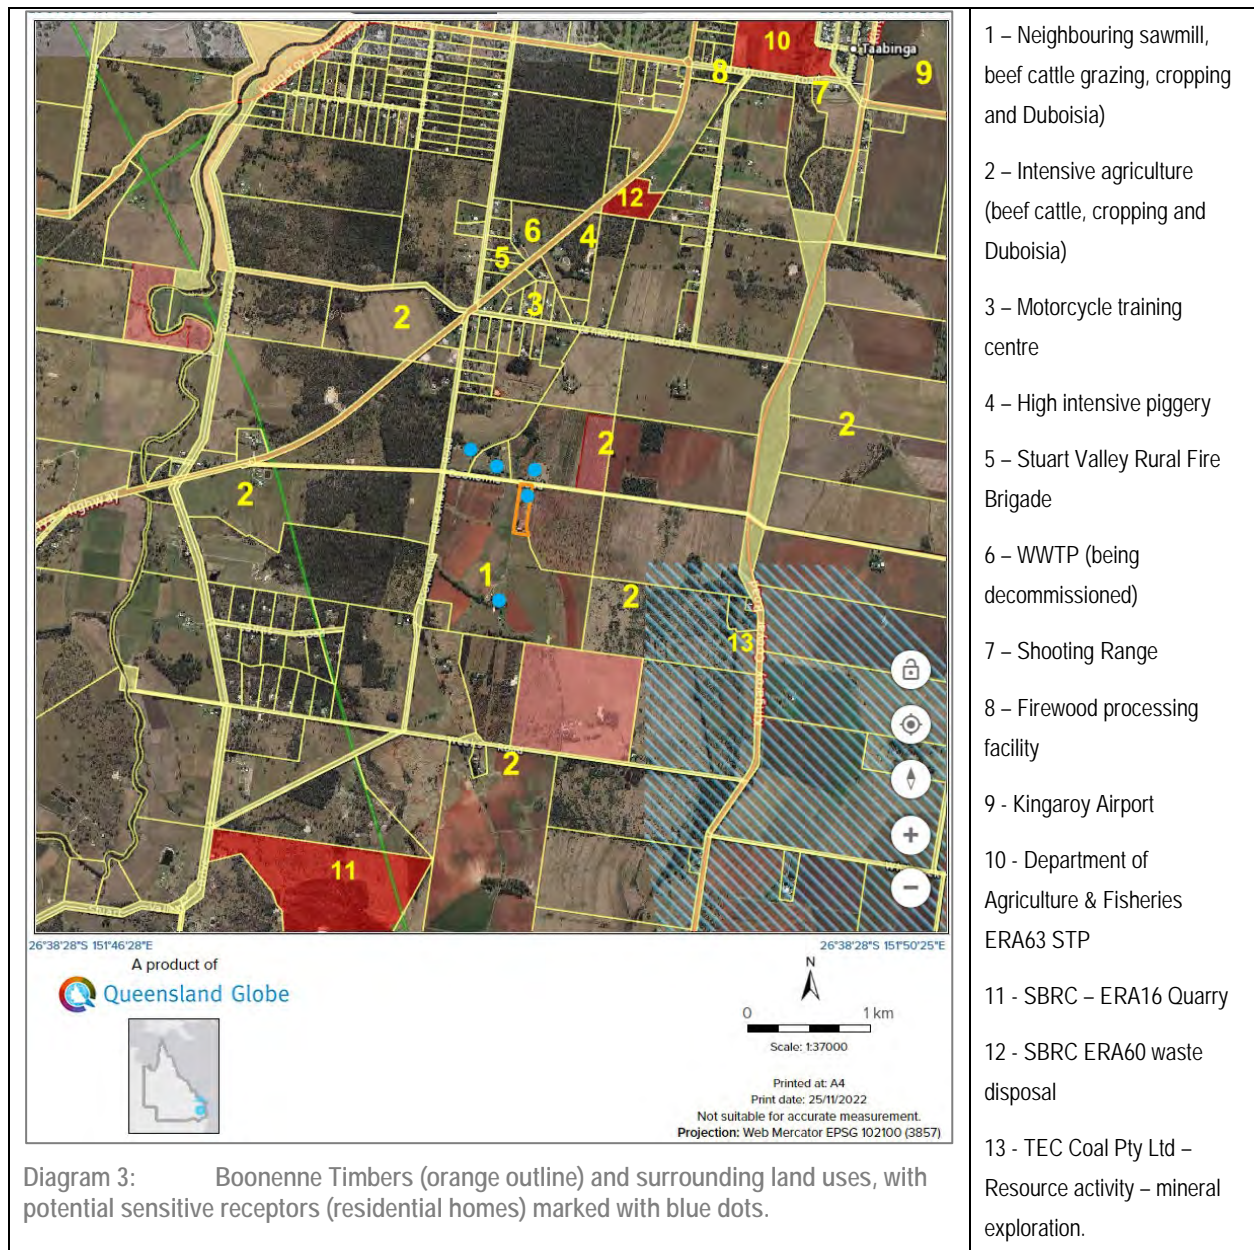 10
Taabinga
8
7
9
12
6
4
5
3
2
2
2
2
Highway
1
2
13
2
11
26°38'28"S 151°46'28"E
26°38'28"S 151°50'25"E
A product of
Queensland Globe
N
0 1 km
Scale: 1:37000
Printed at: A4
Print date: 25/11/2022
Not suitable for accurate measurement.
Projection: Web Mercator EPSG 102100 (3857)
Diagram 3: Boonenne Timbers (orange outline) and surrounding land uses, with
potential sensitive receptors (residential homes) marked with blue dots.
1 – Neighbouring sawmill,
beef cattle grazing, cropping
and Duboisia)
2 – Intensive agriculture
(beef cattle, cropping and
Duboisia)
3 – Motorcycle training
centre
4 – High intensive piggery
5 – Stuart Valley Rural Fire
Brigade
6 – WWTP (being
decommissioned)
7 – Shooting Range
8 – Firewood processing
facility
9 - Kingaroy Airport
10 - Department of
Agriculture & Fisheries
ERA63 STP
11 - SBRC – ERA16 Quarry
12 - SBRC ERA60 waste
disposal
13 - TEC Coal Pty Ltd –
Resource activity – mineral
exploration.